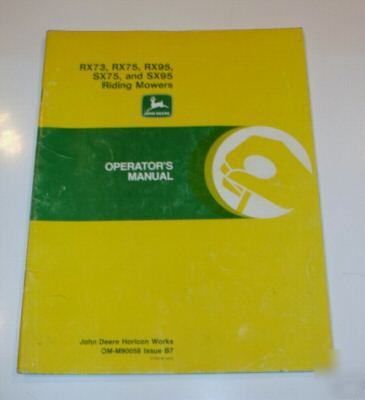 RX73, RX75, RX95,
SX75, and SX95
Riding Mowers
JOHN DEERE
OPERATOR'S
MANUAL
John Deere Horicon Works
OM-M90058 Issue B7